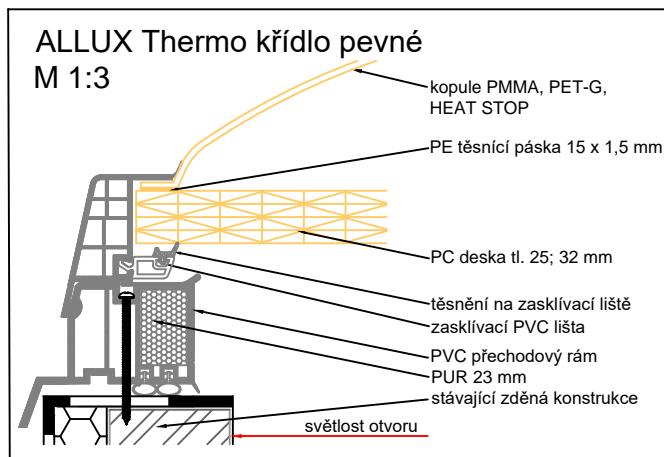 ALLUX Thermo křídlo pevné
M 1:3
kopule PMMA, PET-G,
HEAT STOP
PE těsnící páska 15 x 1,5 mm
PC deska tl. 25; 32 mm
těsnění na zasklívací liště
zasklívací PVC lišta
PVC přechodový rám
PUR 23 mm
stávající zděná konstrukce
světlost otvoru